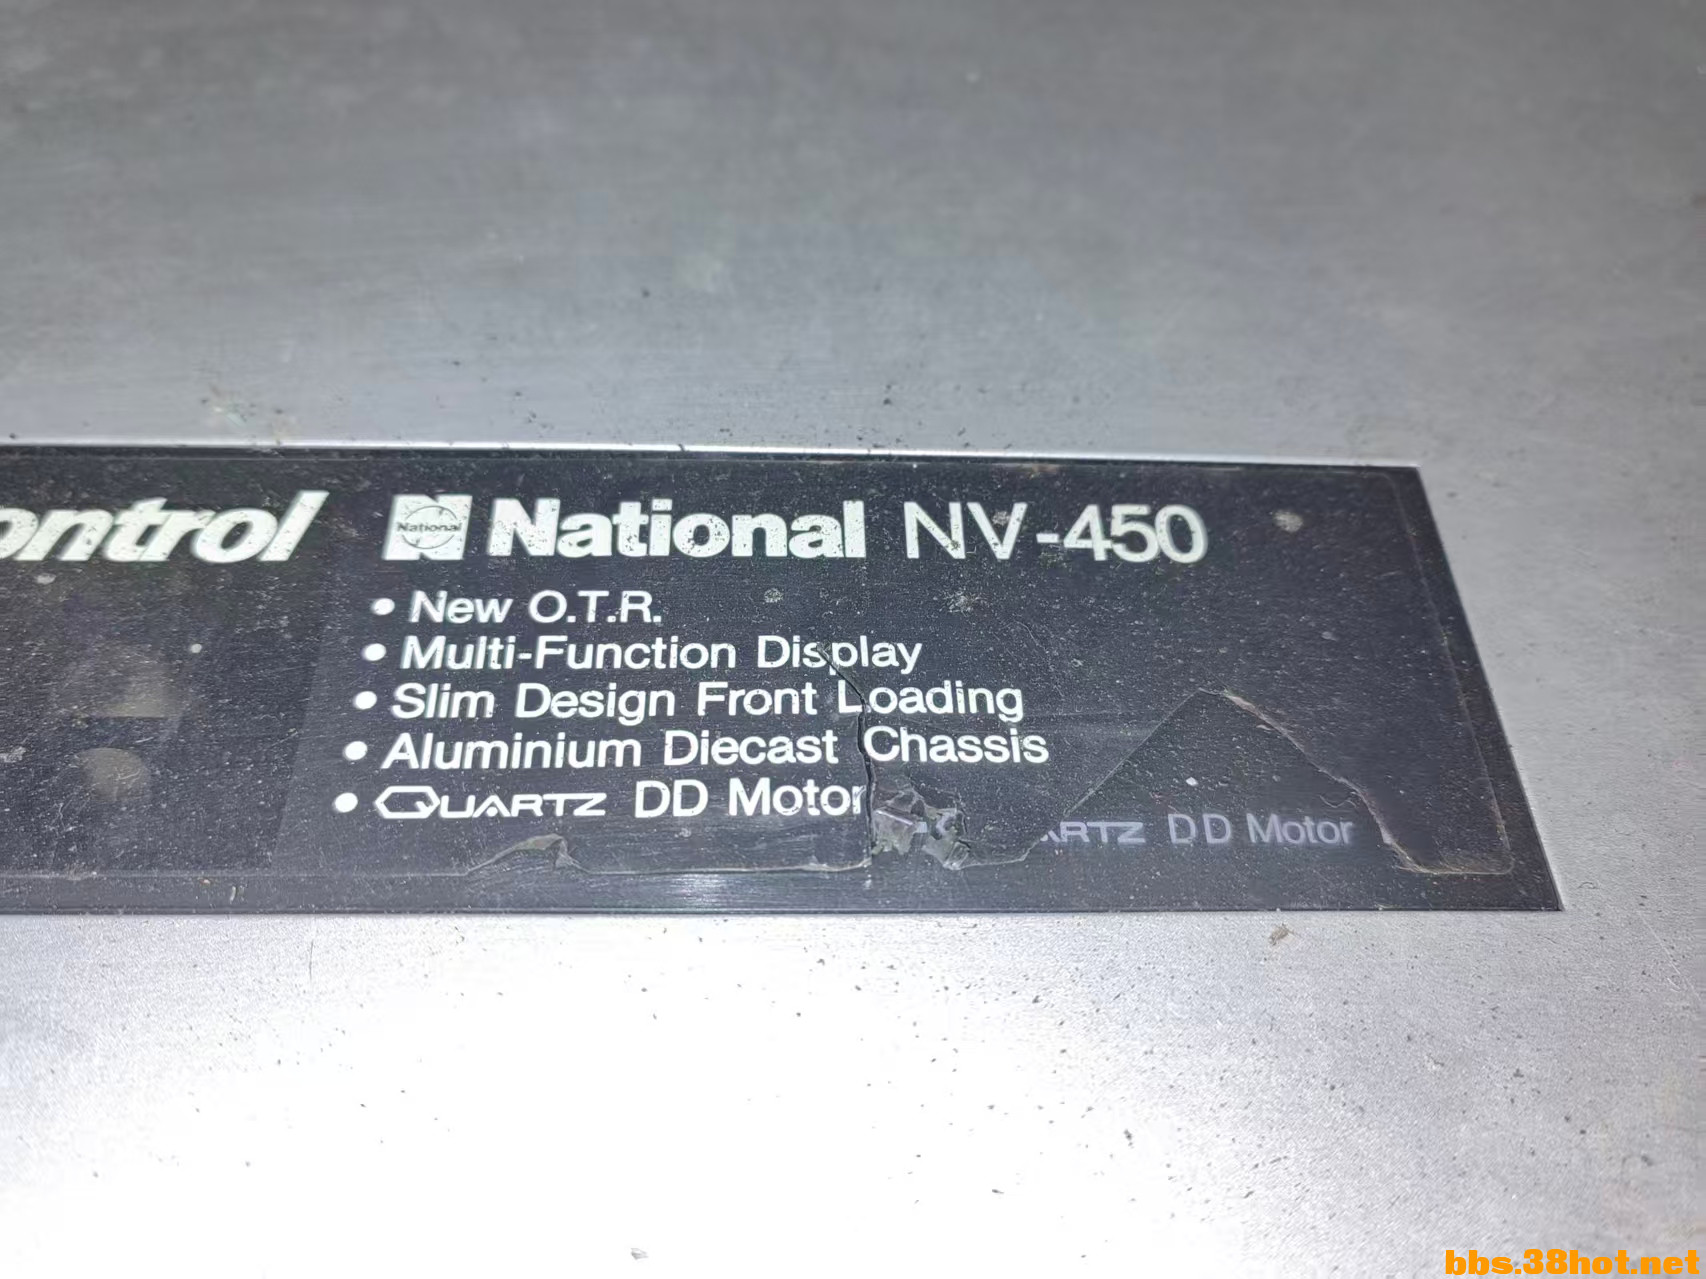 ontrol National National NV-450
• New O.T.R.
• Multi-Function Display
• Slim Design Front Loading
• Aluminium Diecast Chassis
• QUARTZ DD Motor
ARTZ DD Motor
bbs.38hot.net